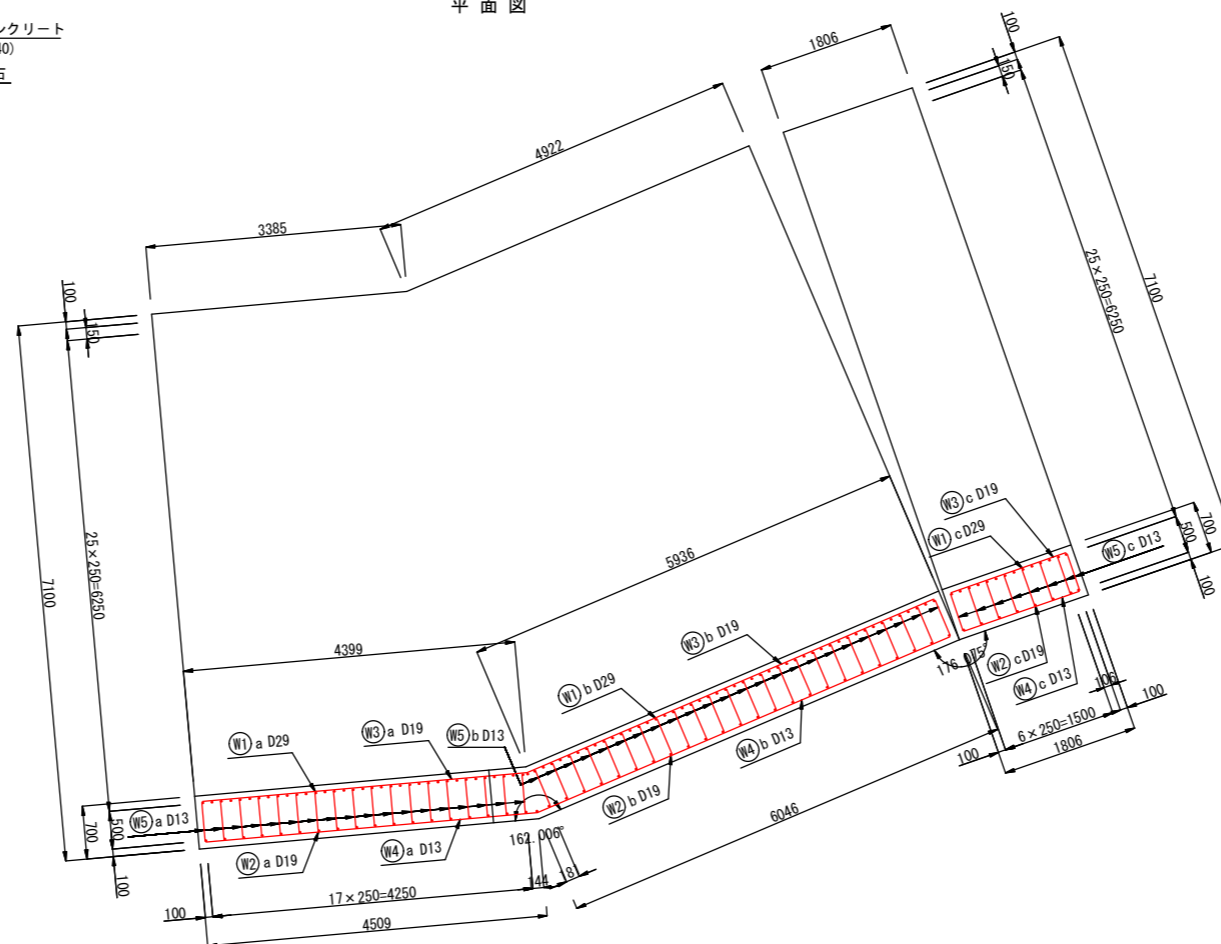 平面図
ンクリート
1806
100
150
4922
3385
25×250=6250
7100
100
150
25×250=6250
7100
5936
4399
W3 c D19
W1 c D29
700
500
W5 c D13
100
W3 b D19
W1 b D29
W3 a D19
W5 b D13
W1 a D29
176.075°
W2 c D19
W4 c D13
106
100
6×250=1500
1806
100
W4 b D13
W2 b D19
6046
W5 a D13
700
500
100
W2 a D19
W4 a D13
162.006°
144
181
17×250=4250
100
4509